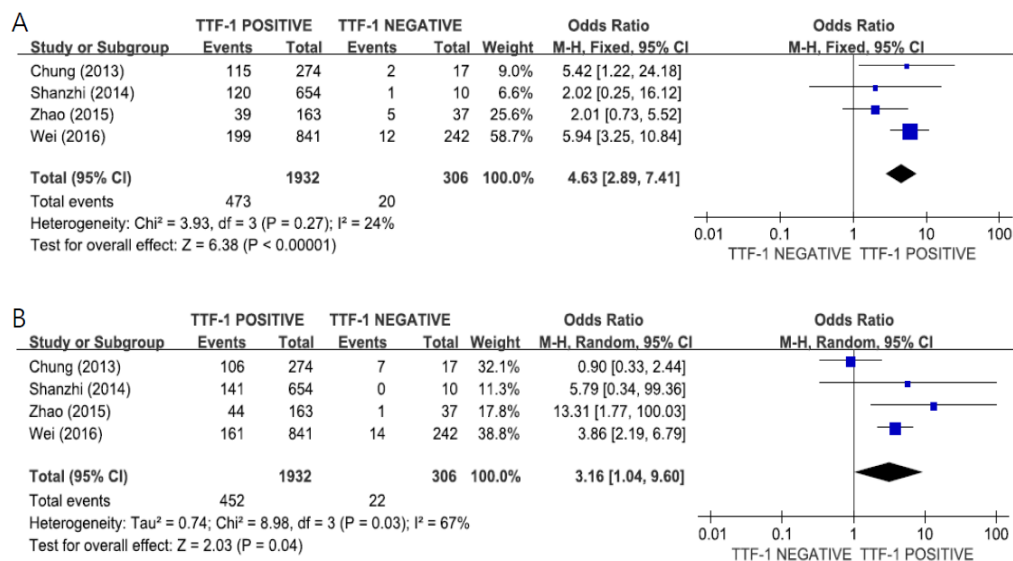 A
TTF-1 POSITIVE TTF-1 NEGATIVE Odds Ratio Odds Ratio
Study or Subgroup Events Total Events Total Weight M-H, Fixed, 95% CI M-H, Fixed, 95% CI
Chung (2013) 115 274 2 17 9.0% 5.42 [1.22, 24.18]
Shanzhi (2014) 120 654 1 10 6.6% 2.02 [0.25, 16.12]
Zhao (2015) 39 163 5 37 25.6% 2.01 [0.73, 5.52]
Wei (2016) 199 841 12 242 58.7% 5.94 [3.25, 10.84]
Total (95% CI) 1932 306 100.0% 4.63 [2.89, 7.41]
Total events 473 20
Heterogeneity: Chi² = 3.93, df = 3 (P = 0.27); I² = 24%
Test for overall effect: Z = 6.38 (P < 0.00001)
0.01 0.1 1 10 100
TTF-1 NEGATIVE TTF-1 POSITIVE
B
TTF-1 POSITIVE TTF-1 NEGATIVE Odds Ratio Odds Ratio
Study or Subgroup Events Total Events Total Weight M-H, Random, 95% CI M-H, Random, 95% CI
Chung (2013) 106 274 7 17 32.1% 0.90 [0.33, 2.44]
Shanzhi (2014) 141 654 0 10 11.3% 5.79 [0.34, 99.36]
Zhao (2015) 44 163 1 37 17.8% 13.31 [1.77, 100.03]
Wei (2016) 161 841 14 242 38.8% 3.86 [2.19, 6.79]
Total (95% CI) 1932 306 100.0% 3.16 [1.04, 9.60]
Total events 452 22
Heterogeneity: Tau² = 0.74; Chi² = 8.98, df = 3 (P = 0.03); I² = 67%
Test for overall effect: Z = 2.03 (P = 0.04)
0.01 0.1 1 10 100
TTF-1 NEGATIVE TTF-1 POSITIVE